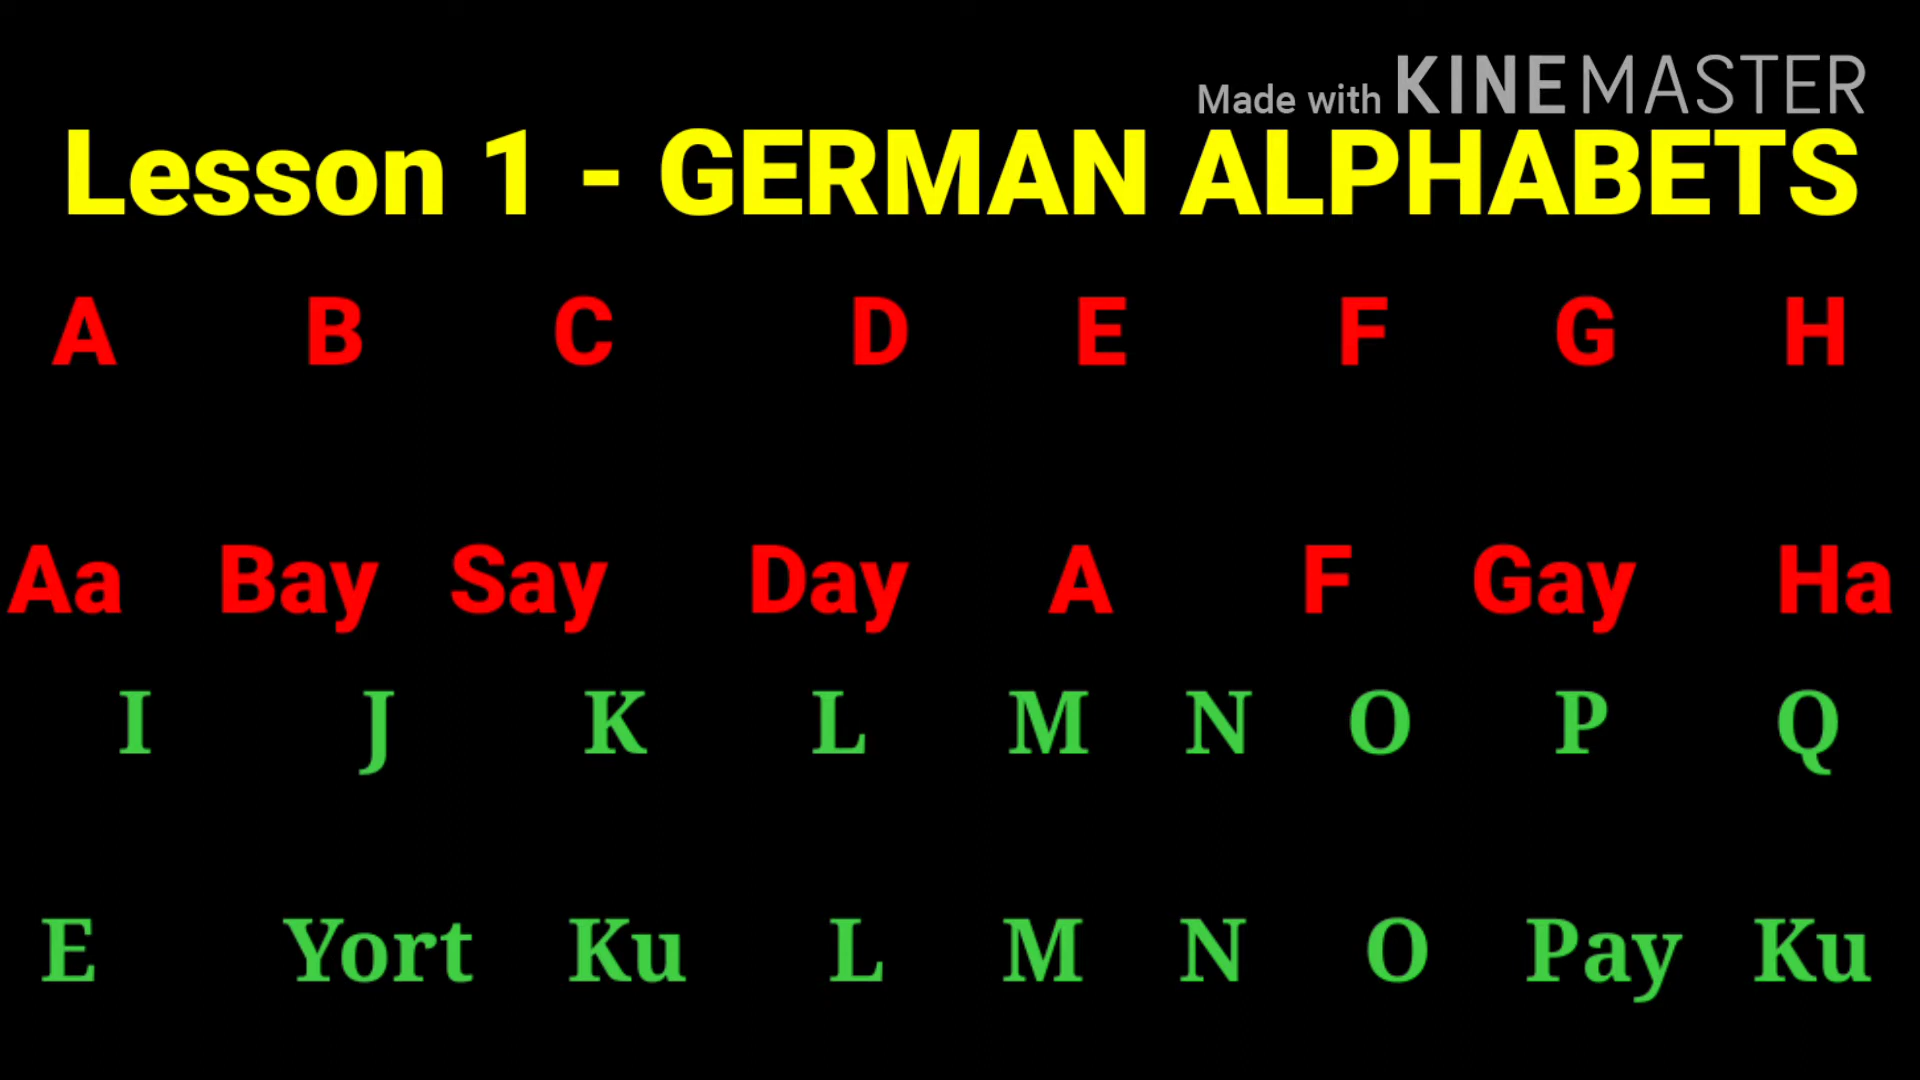 Made with KINEMASTER
Lesson 1 - GERMAN ALPHABETS
A B C D E F G H
Aa Bay Say Day A F Gay Ha
I J K L M N O P Q
E Yort Ku L M N O Pay Ku